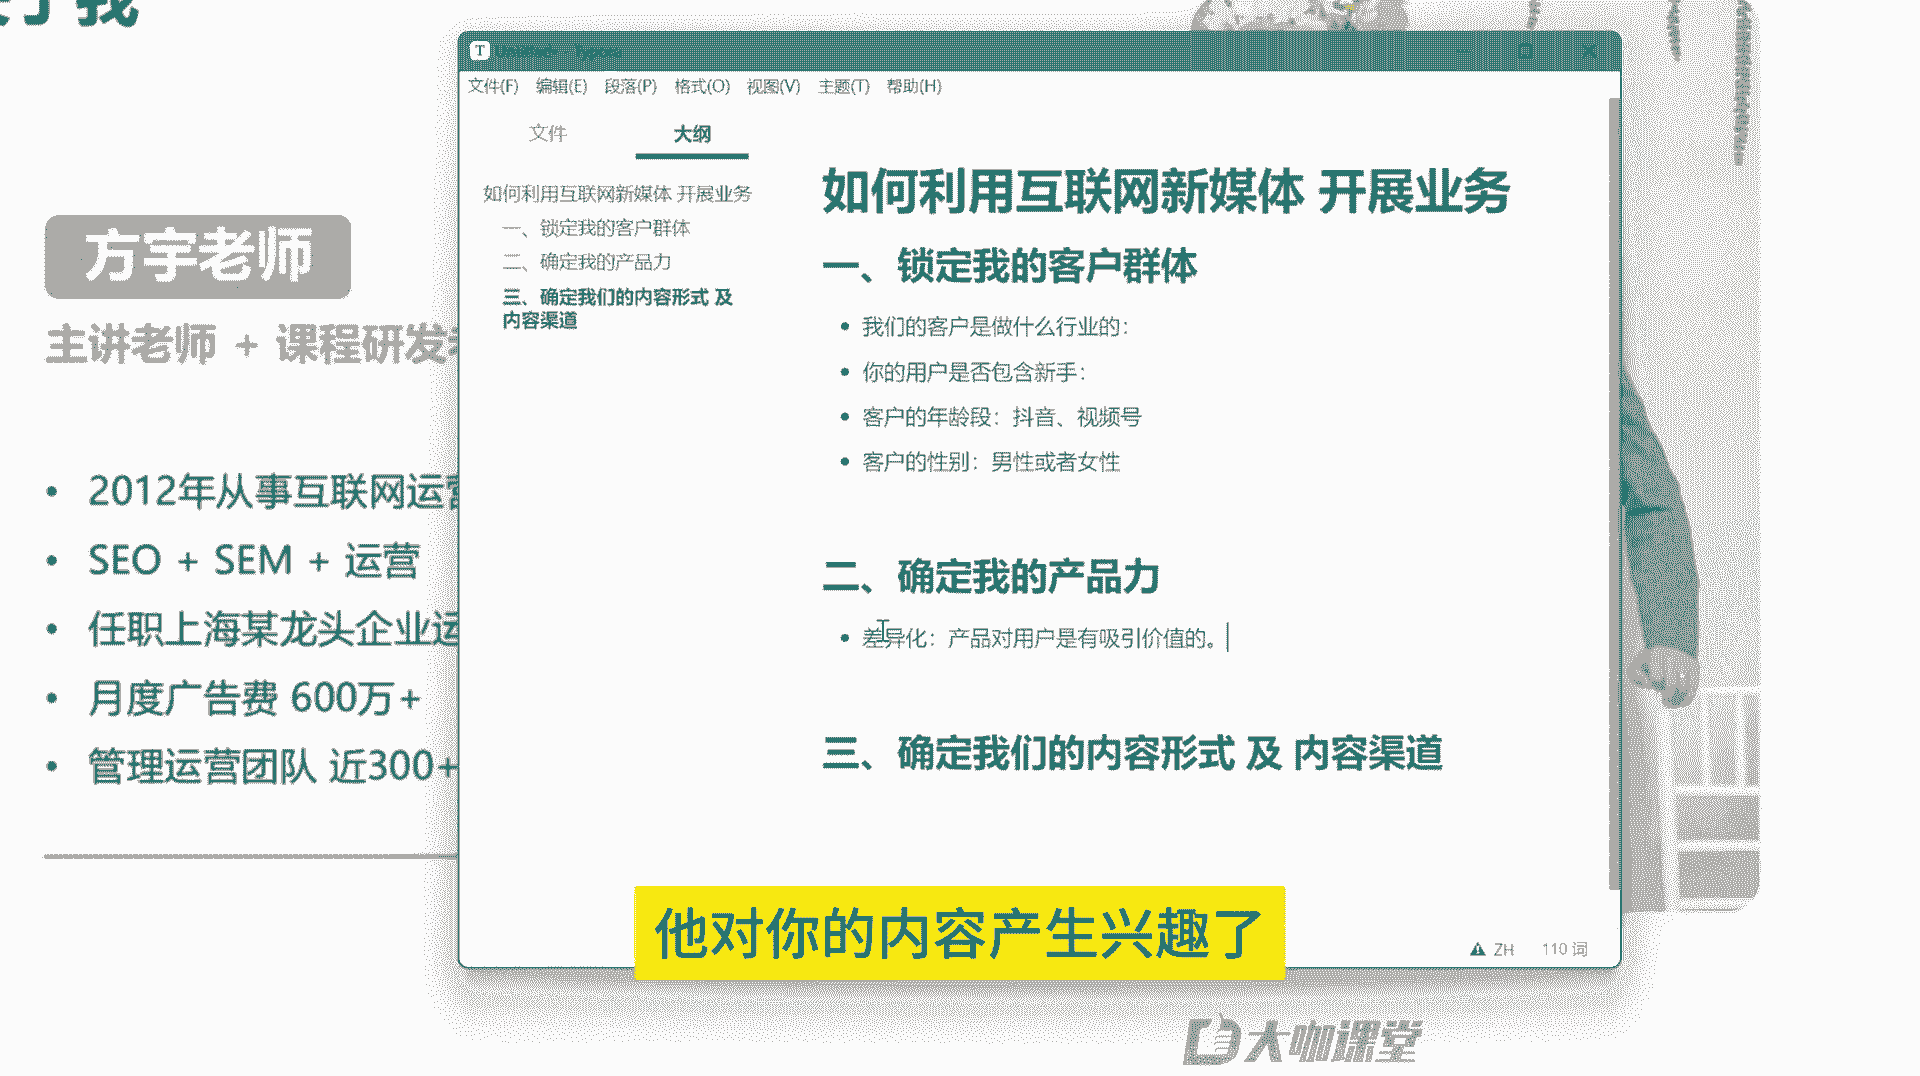 T Untitled - Typora
文件(F) 编辑(E) 段落(P) 格式(O) 视图(V) 主题(T) 帮助(H)
文件 大纲
如何利用互联网新媒体 开展业务
一、锁定我的客户群体
二、确定我的产品力
三、确定我们的内容形式 及
内容渠道
如何利用互联网新媒体 开展业务
一、锁定我的客户群体
• 我们的客户是做什么行业的：
• 你的用户是否包含新手：
• 客户的年龄段：抖音、视频号
• 客户的性别：男性或者女性
二、确定我的产品力
• 差异化：产品对用户是有吸引价值的。
三、确定我们的内容形式 及 内容渠道
ZH 110 词
方宇老师
主讲老师 + 课程研发
• 2012年从事互联网运营
• SEO + SEM + 运营
• 任职上海某龙头企业运
• 月度广告费 600万+
• 管理运营团队 近300+
他对你的内容产生兴趣了
大咖课堂